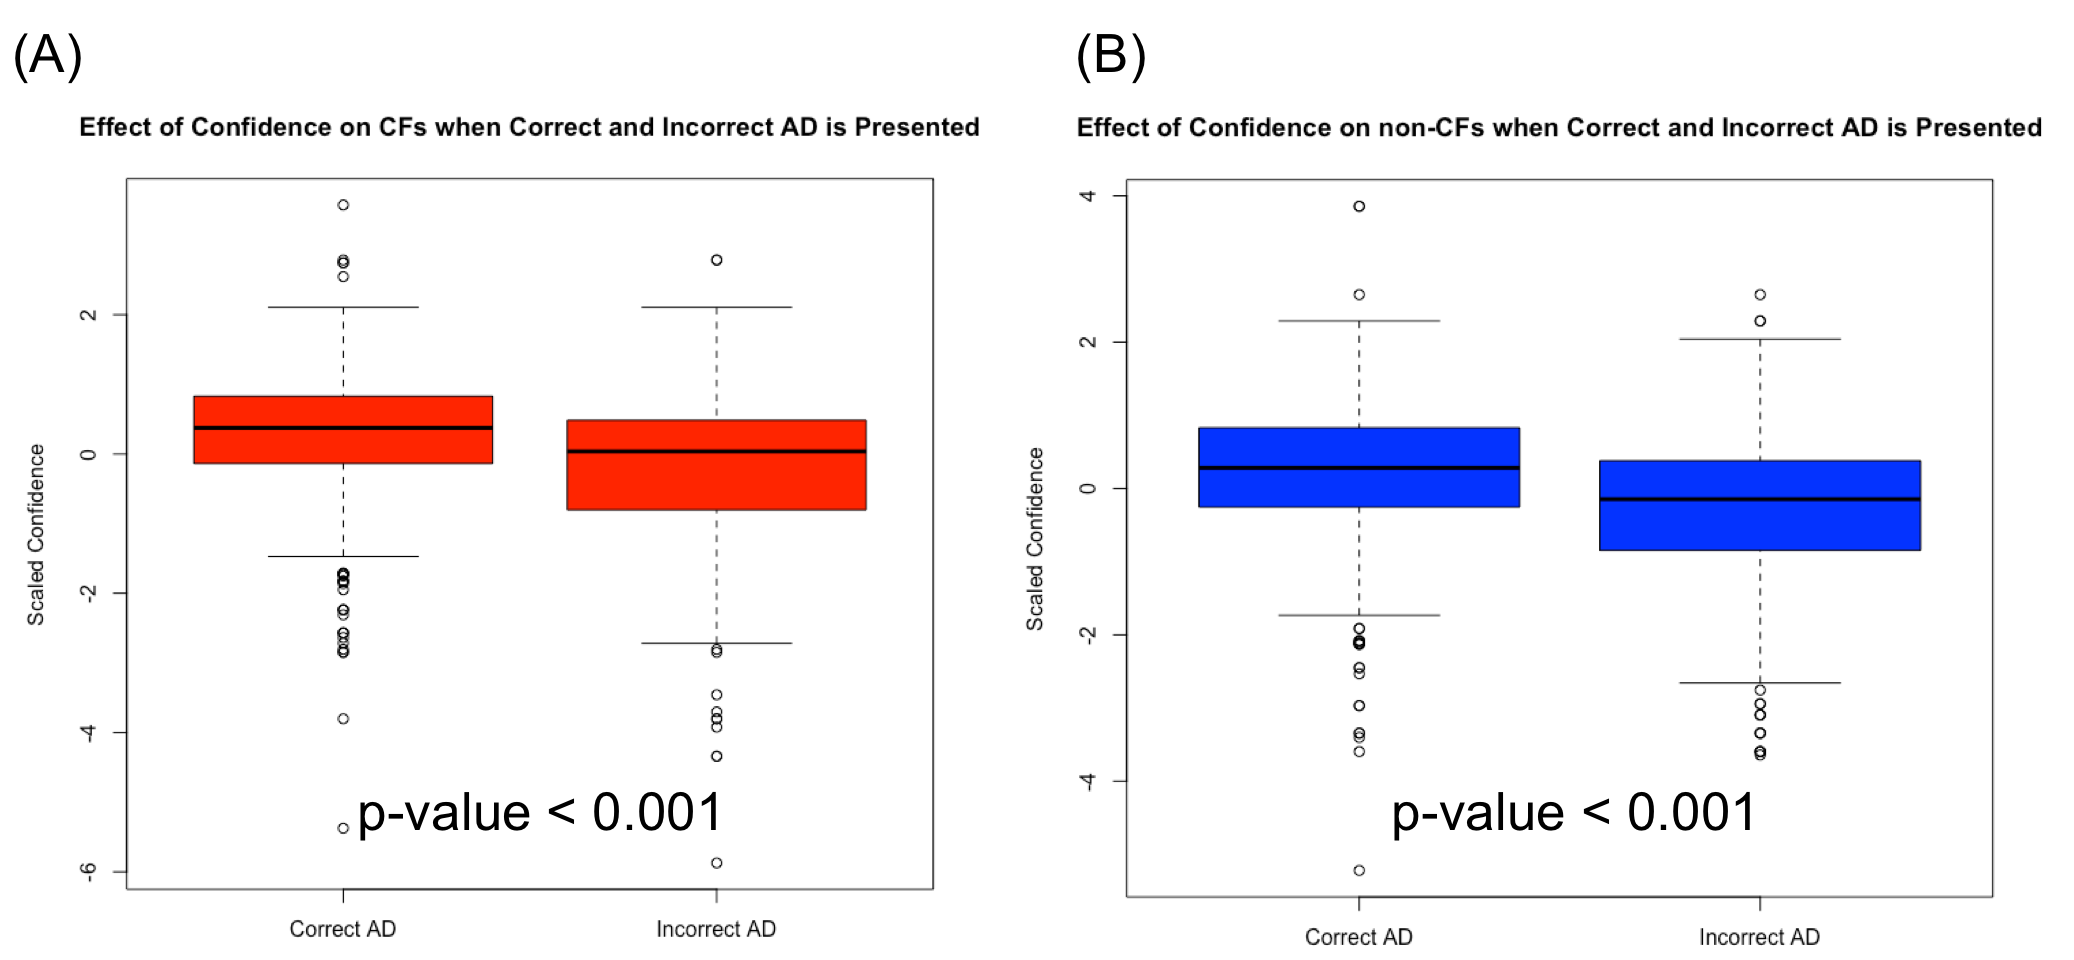 (A)
Effect of Confidence on CFs when Correct and Incorrect AD is Presented
Scaled Confidence
2
0
-2
-4
-6
p-value < 0.001
Correct AD
Incorrect AD
(B)
Effect of Confidence on non-CFs when Correct and Incorrect AD is Presented
Scaled Confidence
4
2
0
-2
-4
p-value < 0.001
Correct AD
Incorrect AD